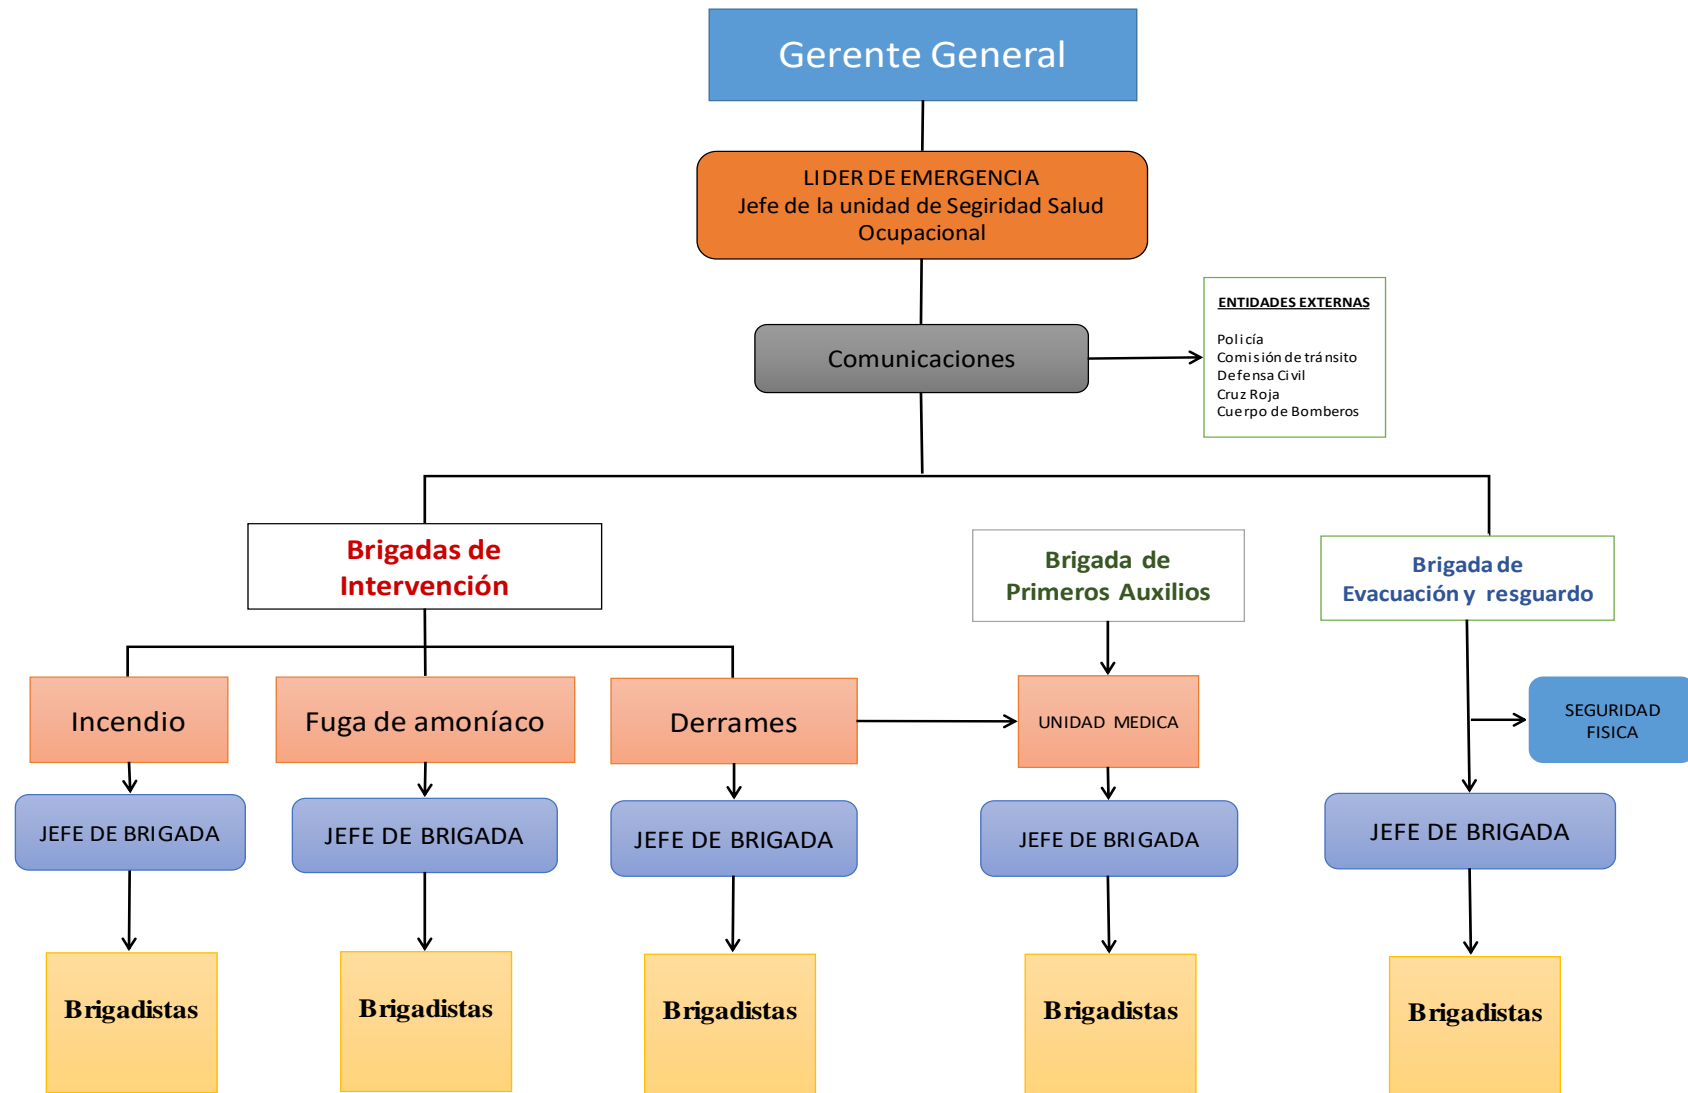 Gerente General
LIDER DE EMERGENCIA
Jefe de la unidad de Segiridad Salud
Ocupacional
ENTIDADES EXTERNAS
Policía
Comisión de tránsito
Defensa Civil
Cruz Roja
Cuerpo de Bomberos
Comunicaciones
Brigadas de
Intervención
Brigada de
Primeros Auxilios
Brigada de
Evacuación y resguardo
Incendio
Fuga de amoníaco
Derrames
UNIDAD MEDICA
SEGURIDAD
FISICA
JEFE DE BRIGADA
JEFE DE BRIGADA
JEFE DE BRIGADA
JEFE DE BRIGADA
JEFE DE BRIGADA
Brigadistas
Brigadistas
Brigadistas
Brigadistas
Brigadistas